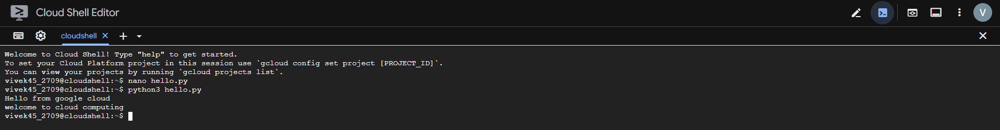 Cloud Shell Editor
V
cloudshell
Welcome to Cloud Shell! Type "help" to get started.
To set your Cloud Platform project in this session use `gcloud config set project [PROJECT_ID]`.
You can view your projects by running `gcloud projects list`.
vivek45_2709@cloudshell:~$ nano hello.py
vivek45_2709@cloudshell:~$ python3 hello.py
Hello from google cloud
welcome to cloud computing
vivek45_2709@cloudshell:~$